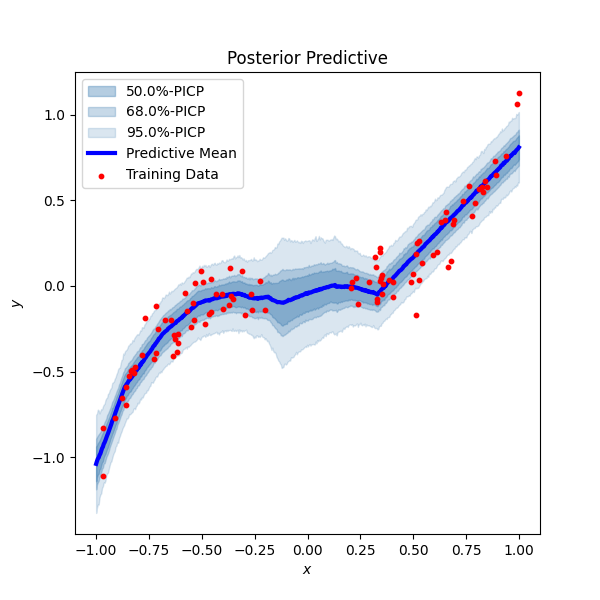 Posterior Predictive
50.0%-PICP
68.0%-PICP
95.0%-PICP
Predictive Mean
Training Data
y
1.0
0.5
0.0
−0.5
−1.0
−1.00 −0.75 −0.50 −0.25 0.00 0.25 0.50 0.75 1.00
x